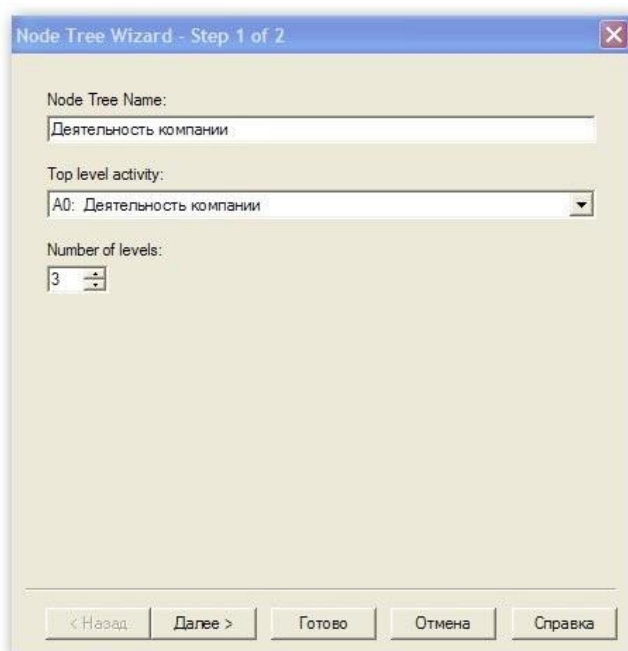 Node Tree Wizard - Step 1 of 2
Node Tree Name:
Деятельность компании
Top level activity:
A0: Деятельность компании
Number of levels:
3
< Назад Далее > Готово Отмена Справка